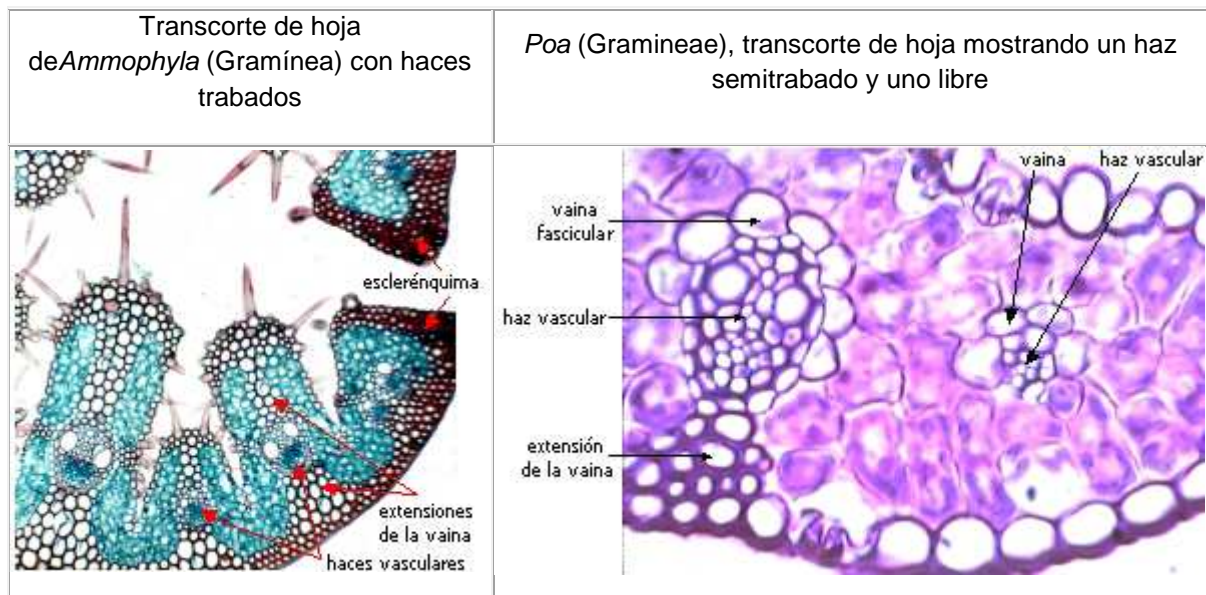 Transcorte de hoja
deAmmophyla (Gramínea) con haces
trabados
Poa (Gramineae), transcorte de hoja mostrando un haz
semitrabado y uno libre
esclerénquima
extensiones
de la vaina
haces vasculares
vaina
fascicular
haz vascular
extensión
de la vaina
vaina
haz vascular